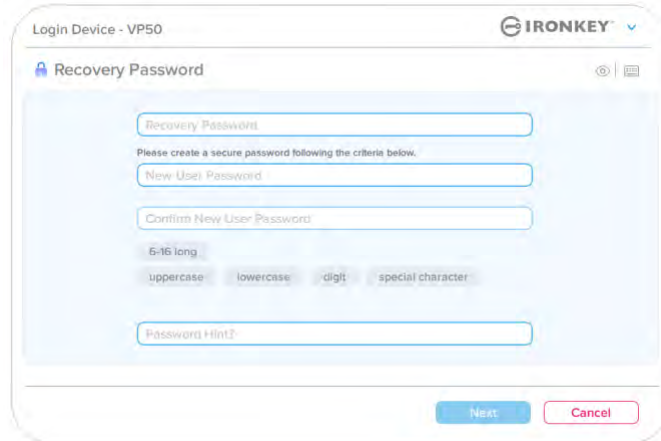 Login Device - VP50
IRONKEY
Recovery Password
Recovery Password
Please create a secure password following the criteria below.
New User Password
Confirm New User Password
6-16 long
uppercase lowercase digit special character
Password Hint?
Next Cancel